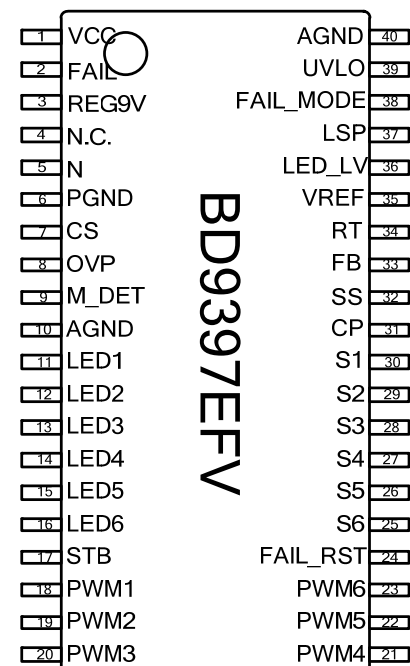 1 VCC AGND 40
2 FAIL UVLO 39
3 REG9V FAIL_MODE 38
4 N.C. LSP 37
5 N LED_LV 36
6 PGND VREF 35
7 CS RT 34
8 OVP FB 33
9 M_DET SS 32
10 AGND CP 31
11 LED1 S1 30
12 LED2 S2 29
13 LED3 S3 28
14 LED4 S4 27
15 LED5 S5 26
16 LED6 S6 25
17 STB FAIL_RST 24
18 PWM1 PWM6 23
19 PWM2 PWM5 22
20 PWM3 PWM4 21
BD9397EFV